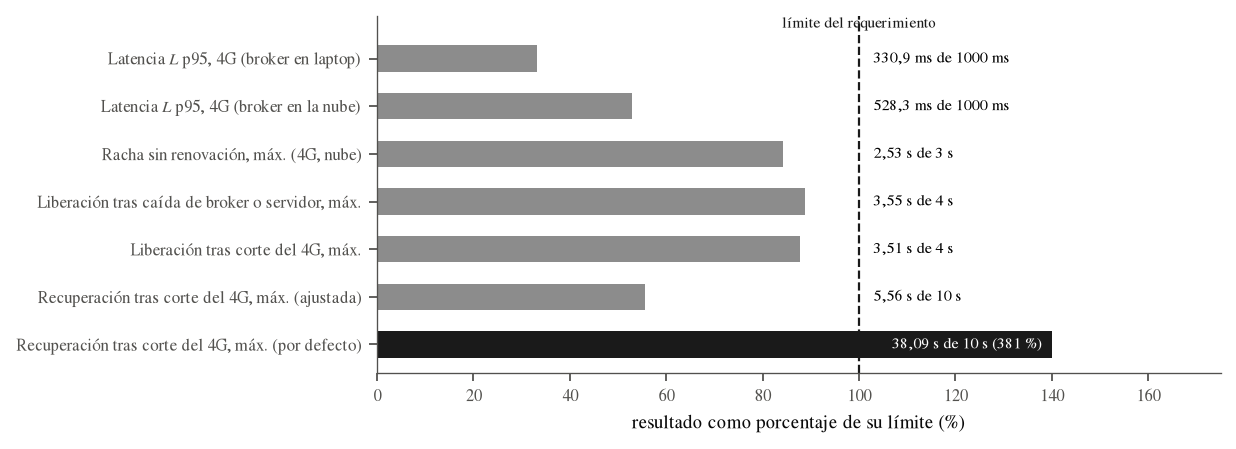 límite del requerimiento
Latencia L p95, 4G (broker en laptop) 330,9 ms de 1000 ms
Latencia L p95, 4G (broker en la nube) 528,3 ms de 1000 ms
Racha sin renovación, máx. (4G, nube) 2,53 s de 3 s
Liberación tras caída de broker o servidor, máx. 3,55 s de 4 s
Liberación tras corte del 4G, máx. 3,51 s de 4 s
Recuperación tras corte del 4G, máx. (ajustada) 5,56 s de 10 s
Recuperación tras corte del 4G, máx. (por defecto) 38,09 s de 10 s (381 %)
0 20 40 60 80 100 120 140 160
resultado como porcentaje de su límite (%)